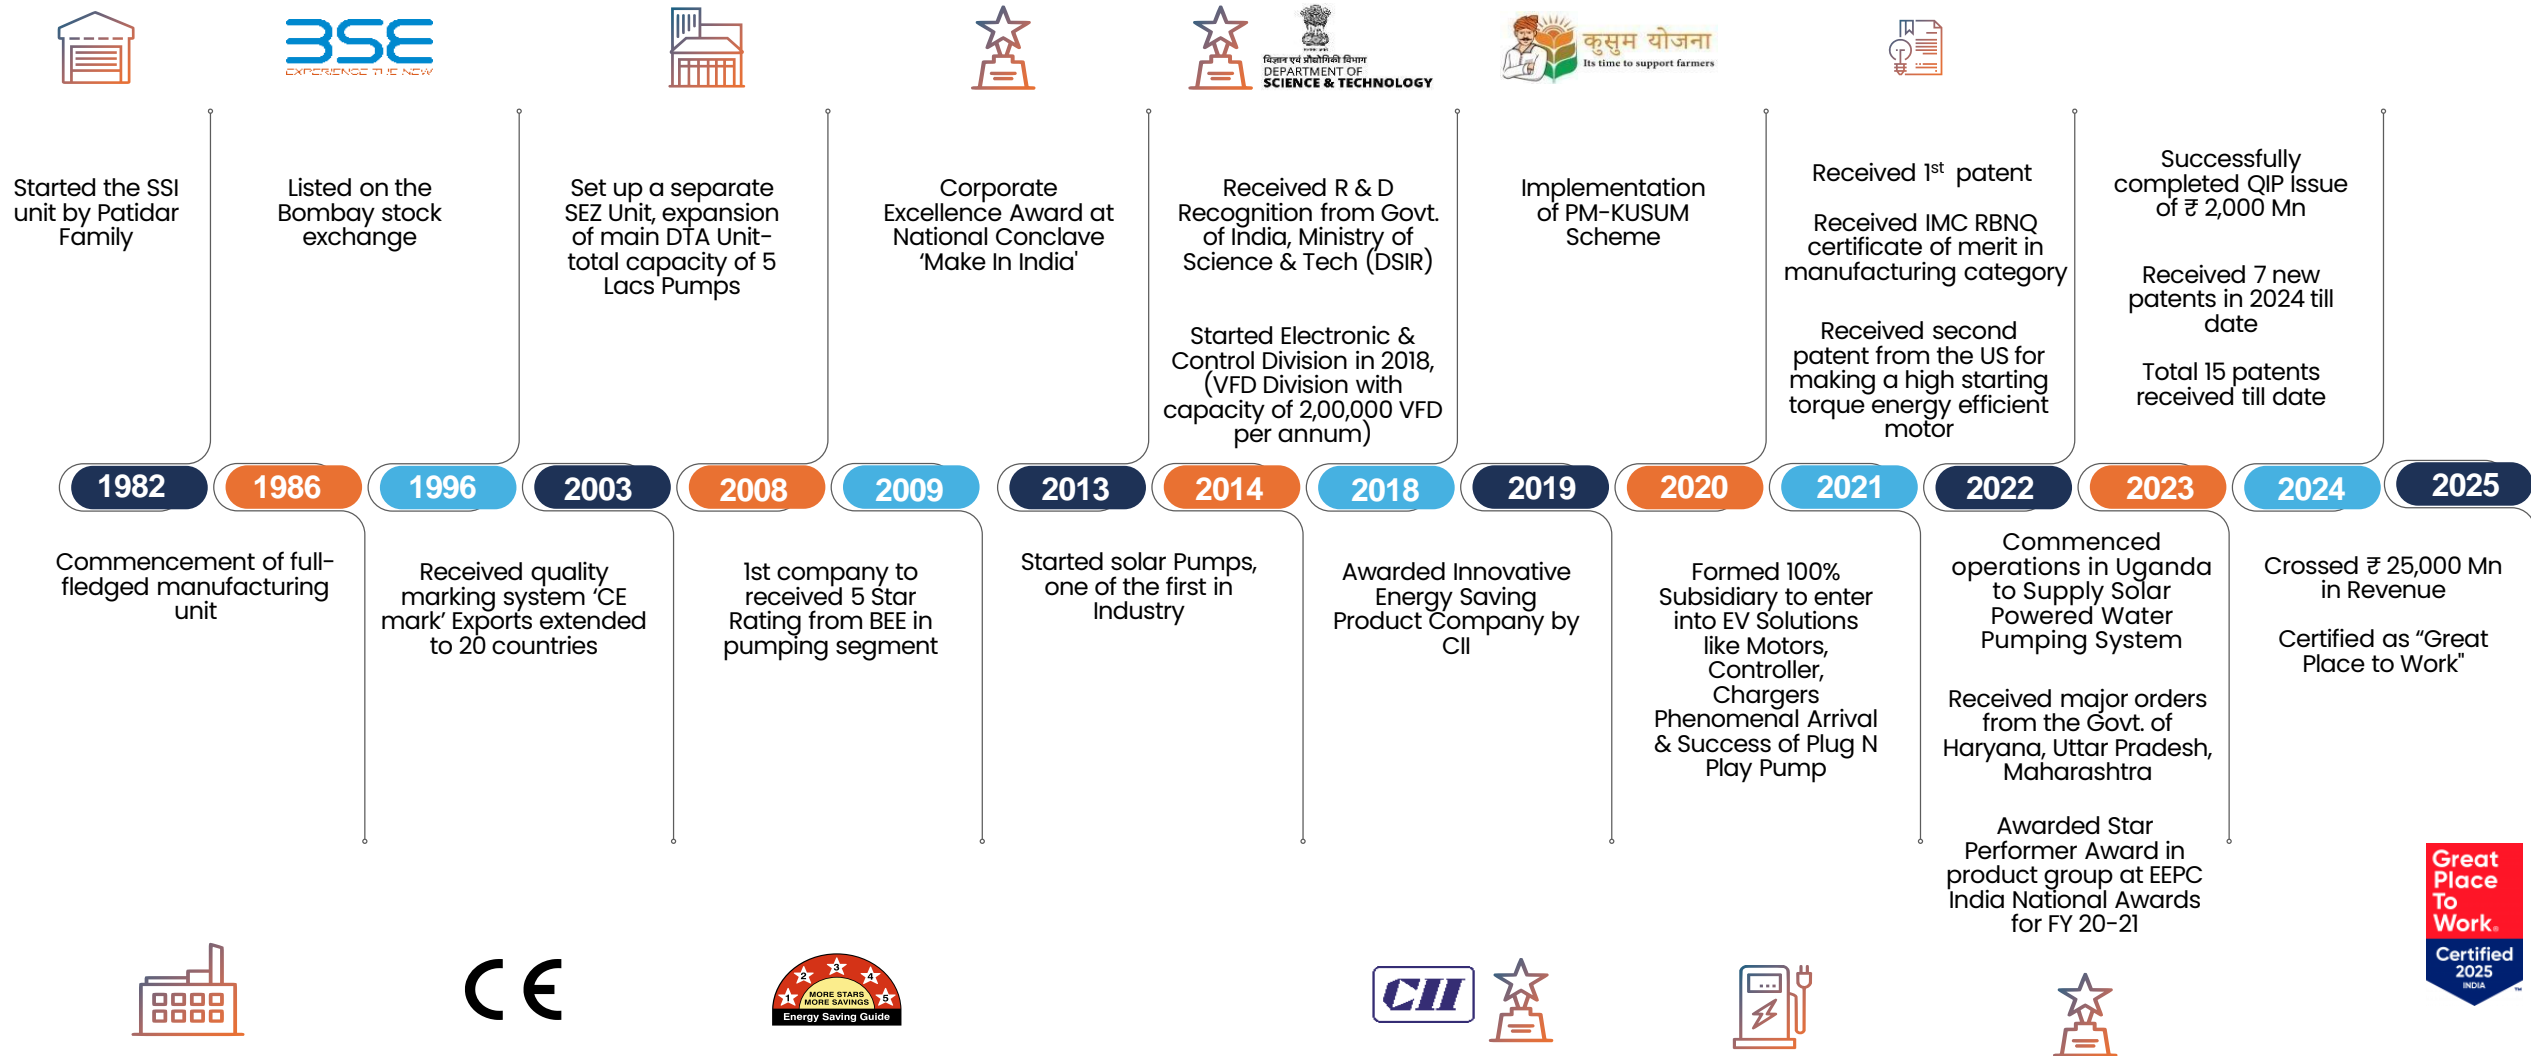 BSE
EXPERIENCE THE NEW
विज्ञान एवं प्रौद्योगिकी विभाग
DEPARTMENT OF
SCIENCE & TECHNOLOGY
कुसुम योजना
Its time to support farmers
Started the SSI
unit by Patidar
Family
Listed on the
Bombay stock
exchange
Set up a separate
SEZ Unit, expansion
of main DTA Unit-
total capacity of 5
Lacs Pumps
Corporate
Excellence Award at
National Conclave
‘Make In India'
Received R & D
Recognition from Govt.
of India, Ministry of
Science & Tech (DSIR)
Started Electronic &
Control Division in 2018,
(VFD Division with
capacity of 2,00,000 VFD
per annum)
Implementation
of PM-KUSUM
Scheme
Received 1st patent
Received IMC RBNQ
certificate of merit in
manufacturing category
Received second
patent from the US for
making a high starting
torque energy efficient
motor
Successfully
completed QIP Issue
of ₹ 2,000 Mn
Received 7 new
patents in 2024 till
date
Total 15 patents
received till date
1982
1986
1996
2003
2008
2009
2013
2014
2018
2019
2020
2021
2022
2023
2024
2025
Commencement of full-
fledged manufacturing
unit
Received quality
marking system ‘CE
mark’ Exports extended
to 20 countries
1st company to
received 5 Star
Rating from BEE in
pumping segment
Started solar Pumps,
one of the first in
Industry
Awarded Innovative
Energy Saving
Product Company by
CII
Formed 100%
Subsidiary to enter
into EV Solutions
like Motors,
Controller,
Chargers
Phenomenal Arrival
& Success of Plug N
Play Pump
Commenced
operations in Uganda
to Supply Solar
Powered Water
Pumping System
Received major orders
from the Govt. of
Haryana, Uttar Pradesh,
Maharashtra
Awarded Star
Performer Award in
product group at EEPC
India National Awards
for FY 20-21
Crossed ₹ 25,000 Mn
in Revenue
Certified as “Great
Place to Work"
CE
1 2 3 4 5
MORE STARS
MORE SAVINGS
Energy Saving Guide
CII
Great
Place
To
Work.
Certified
2025
INDIA
TM